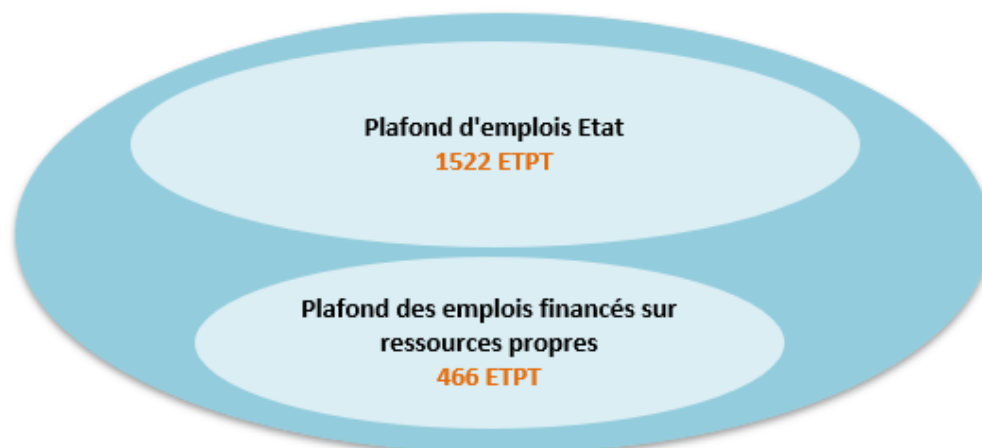 Plafond d'emplois Etat
1522 ETPT
Plafond des emplois financés sur
ressources propres
466 ETPT